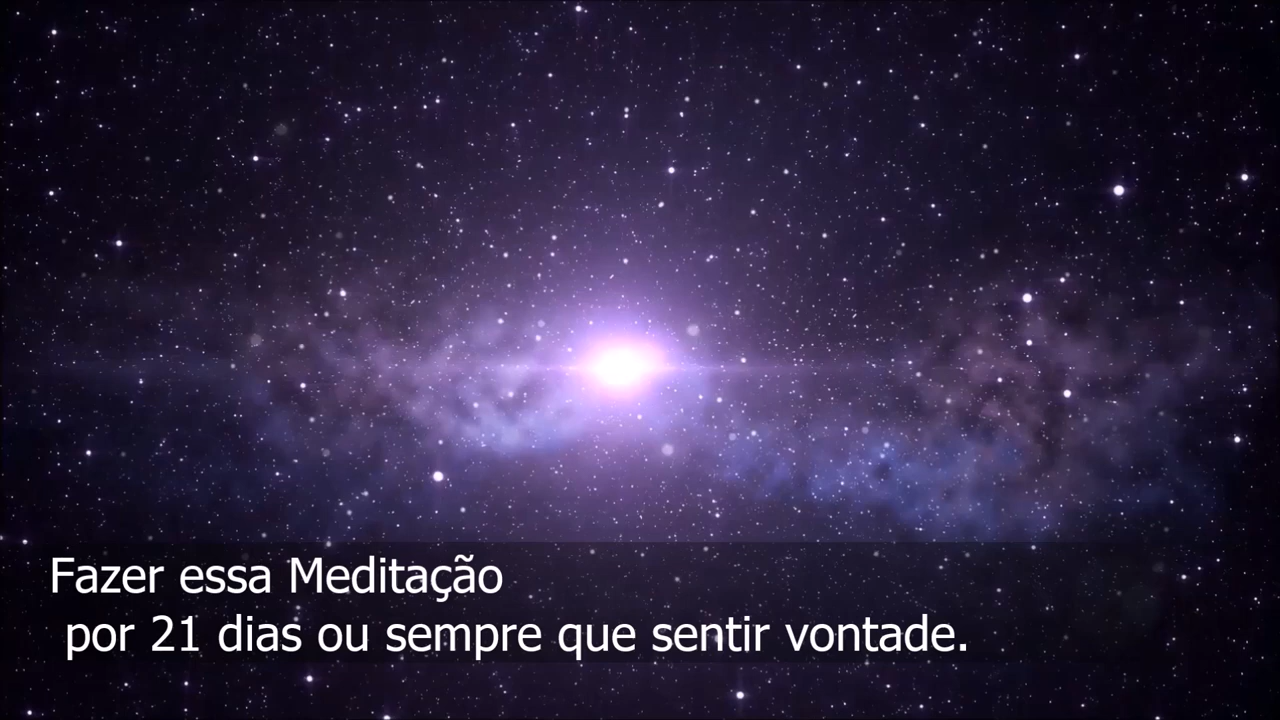 Fazer essa Meditação
por 21 dias ou sempre que sentir vontade.